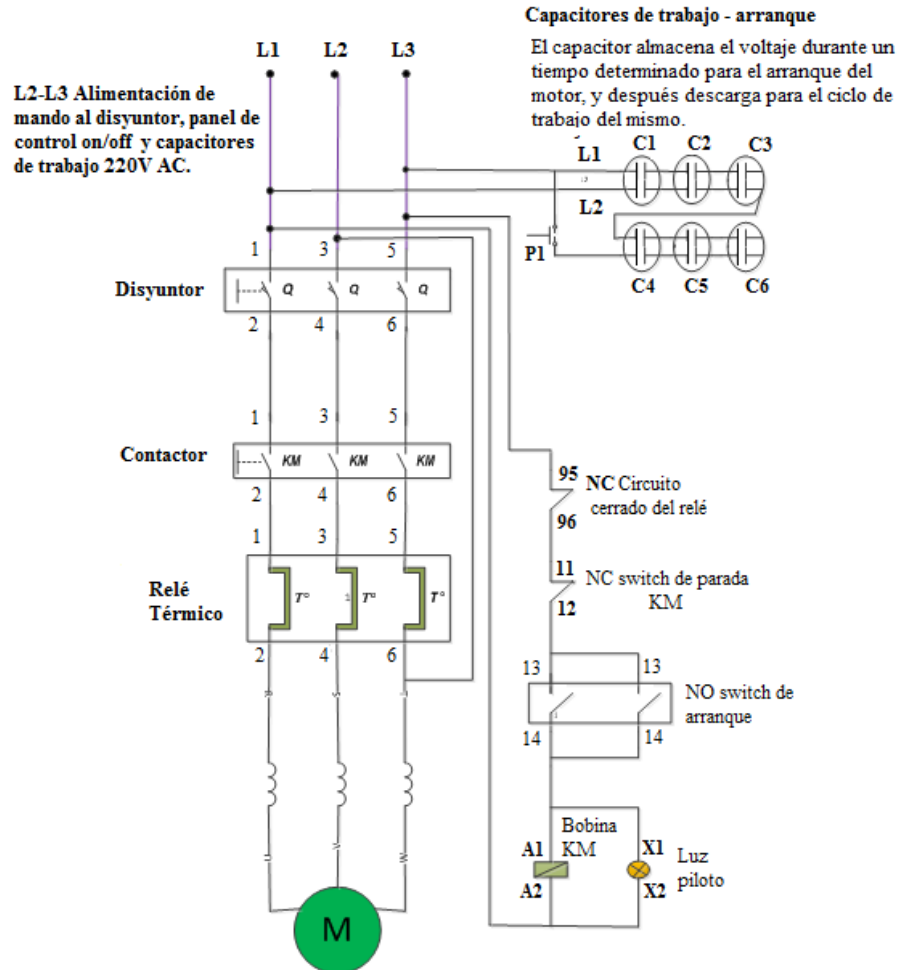 Capacitores de trabajo - arranque
El capacitor almacena el voltaje durante un
tiempo determinado para el arranque del
motor, y después descarga para el ciclo de
trabajo del mismo.
L1 L2 L3
L2-L3 Alimentación de
mando al disyuntor, panel de
control on/off y capacitores
de trabajo 220V AC.
L1 C1 C2 C3
L2
P1
C4 C5 C6
1 3 5
Disyuntor Q Q Q
2 4 6
1 3 5
Contactor KM KM KM
2 4 6
95 NC Circuito
cerrado del relé
96
1 3 5
11 NC switch de parada
KM
12
Relé
Térmico
T° T° T°
2 4 6
13 13
NO switch de
arranque
14 14
Bobina
KM
A1 X1
Luz
piloto
A2 X2
M